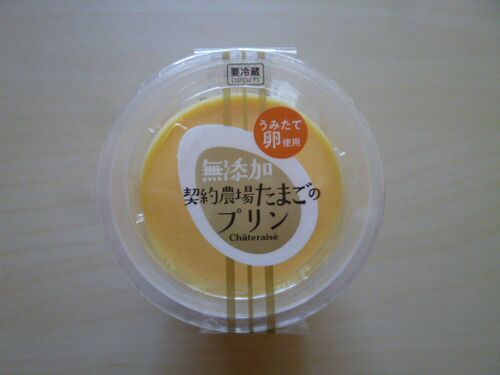 要冷蔵
(10℃以下)
うみたて
卵使用
無添加
契約農場たまごの
プリン
Châteraisé